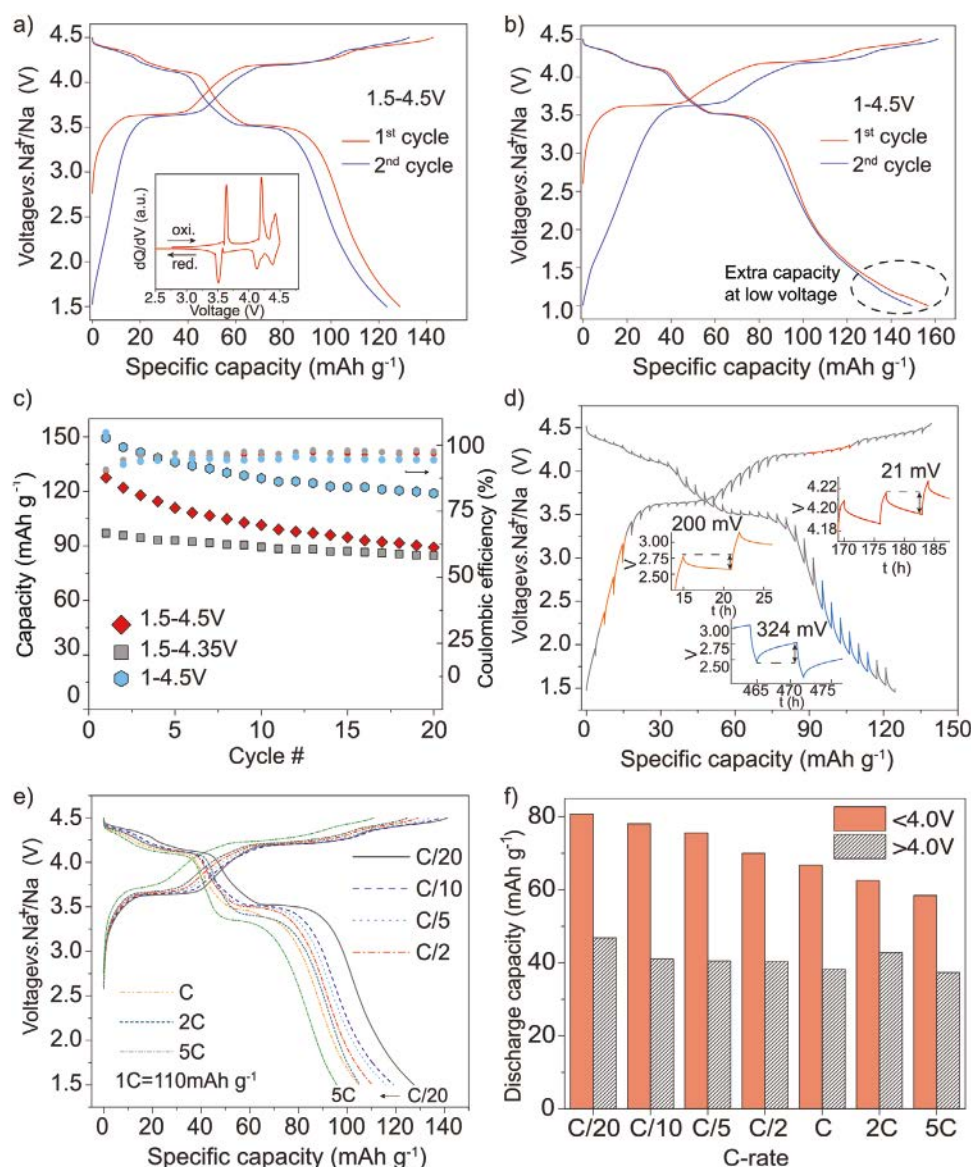 a)
Voltagevs.Na⁺/Na (V)
4.5
4.0
3.5
3.0
2.5
2.0
1.5
1.5-4.5V
1st cycle
2nd cycle
dQ/dV (a.u.)
oxi.
red.
2.5 3.0 3.5 4.0 4.5
Voltage (V)
0 20 40 60 80 100 120 140
Specific capacity (mAh g⁻¹)
b)
Voltagevs.Na⁺/Na (V)
4.5
4.0
3.5
3.0
2.5
2.0
1.5
1.0
1-4.5V
1st cycle
2nd cycle
Extra capacity
at low voltage
0 20 40 60 80 100 120 140 160
Specific capacity (mAh g⁻¹)
c)
Capacity (mAh g⁻¹)
150
120
90
60
30
0
1.5-4.5V
1.5-4.35V
1-4.5V
100
75
50
25
0
Coulombic efficiency (%)
0 5 10 15 20
Cycle #
d)
Voltagevs.Na⁺/Na (V)
4.5
4.0
3.5
3.0
2.5
2.0
1.5
21 mV
V
4.22
4.20
4.18
170 175 180 185
t (h)
200 mV
V
3.00
2.75
2.50
15 20 25
t (h)
324 mV
V
3.00
2.75
2.50
465 470 475
t (h)
0 30 60 90 120 150
Specific capacity (mAh g⁻¹)
e)
Voltagevs.Na⁺/Na (V)
4.5
4.0
3.5
3.0
2.5
2.0
1.5
C/20
C/10
C/5
C/2
C
2C
5C
1C=110mAh g⁻¹
5C
C/20
0 20 40 60 80 100 120 140
Specific capacity (mAh g⁻¹)
f)
Discharge capacity (mAh g⁻¹)
80
60
40
20
0
<4.0V
>4.0V
C/20 C/10 C/5 C/2 C 2C 5C
C-rate